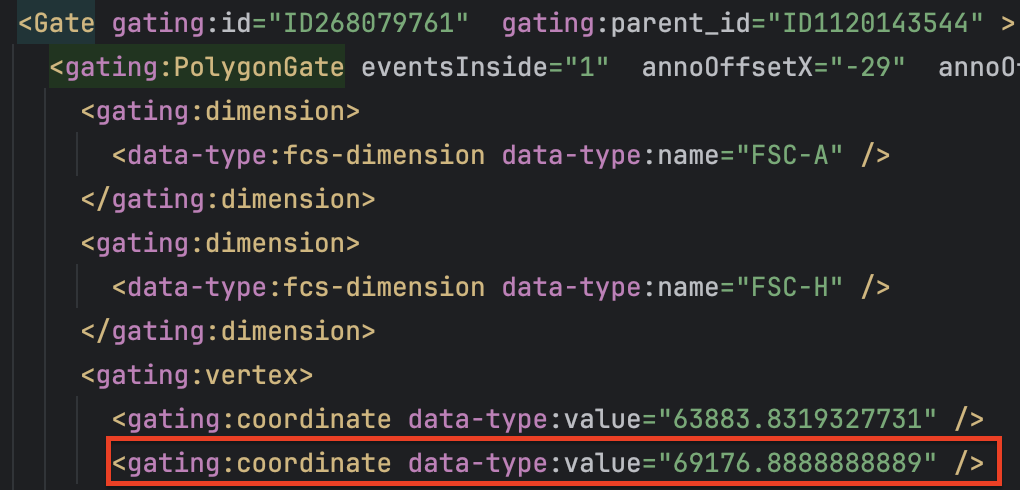 <Gate gating:id="ID268079761"  gating:parent_id="ID1120143544" >
<gating:PolygonGate eventsInside="1"  annoOffsetX="-29"  annoO
<gating:dimension>
<data-type:fcs-dimension data-type:name="FSC-A" />
</gating:dimension>
<gating:dimension>
<data-type:fcs-dimension data-type:name="FSC-H" />
</gating:dimension>
<gating:vertex>
<gating:coordinate data-type:value="63883.8319327731" />
<gating:coordinate data-type:value="69176.8888888889" />